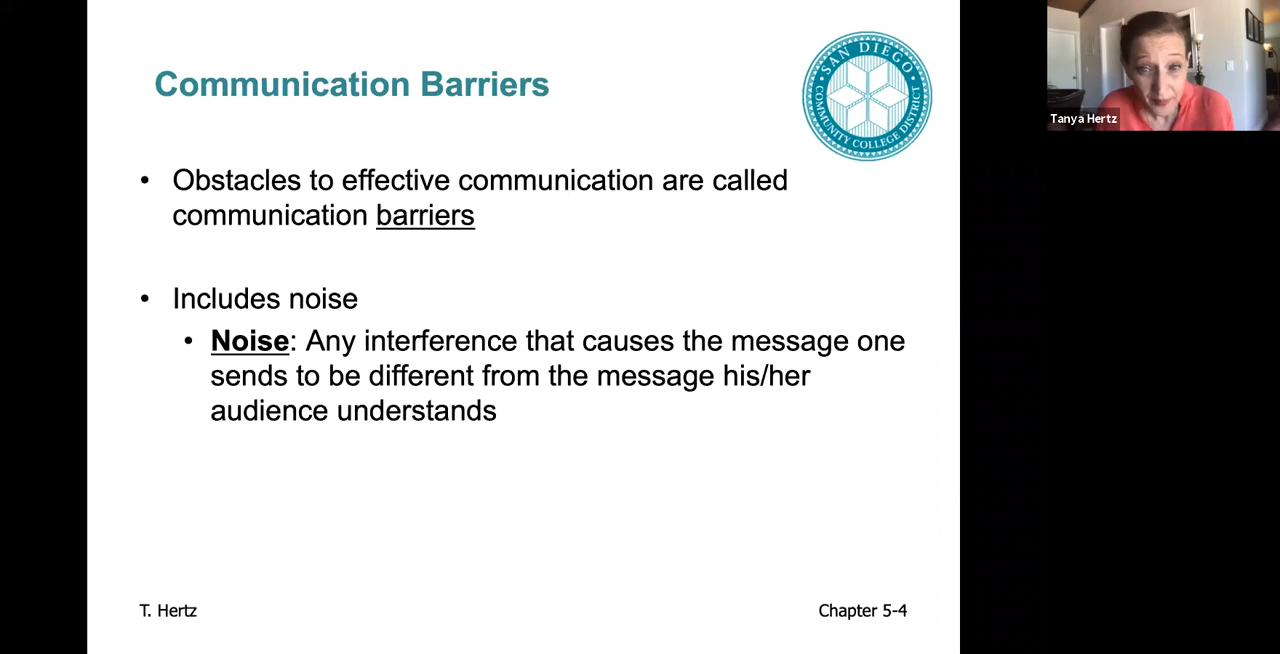 Communication Barriers
SAN DIEGO
COMMUNITY COLLEGE DISTRICT
Tanya Hertz
• Obstacles to effective communication are called
communication barriers
• Includes noise
• Noise: Any interference that causes the message one
sends to be different from the message his/her
audience understands
T. Hertz
Chapter 5-4